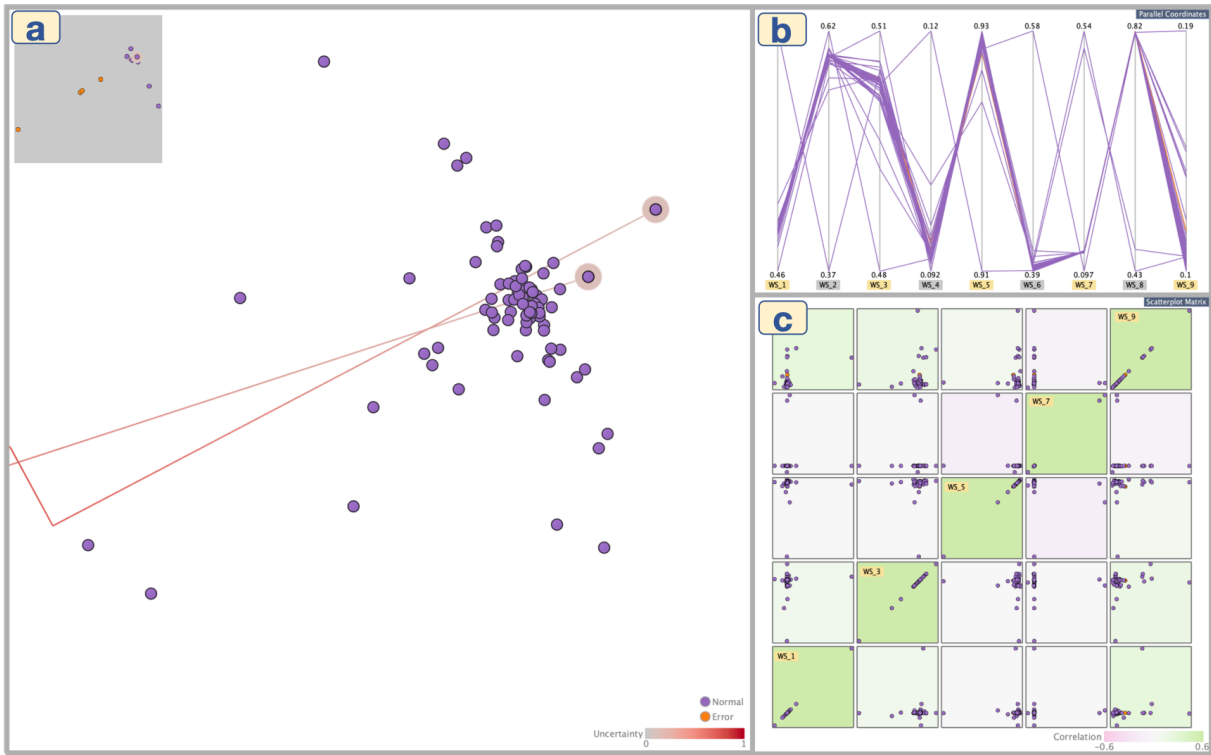 a
Normal
Error
Uncertainty
0 1
b
Parallel Coordinates
0.62 0.51 0.12 0.93 0.58 0.54 0.82 0.19
0.46 0.37 0.48 0.092 0.91 0.39 0.097 0.43 0.1
WS_1 WS_2 WS_3 WS_4 WS_5 WS_6 WS_7 WS_8 WS_9
c
Scatterplot Matrix
WS_9
WS_7
WS_5
WS_3
WS_1
Correlation
-0.6 0.6